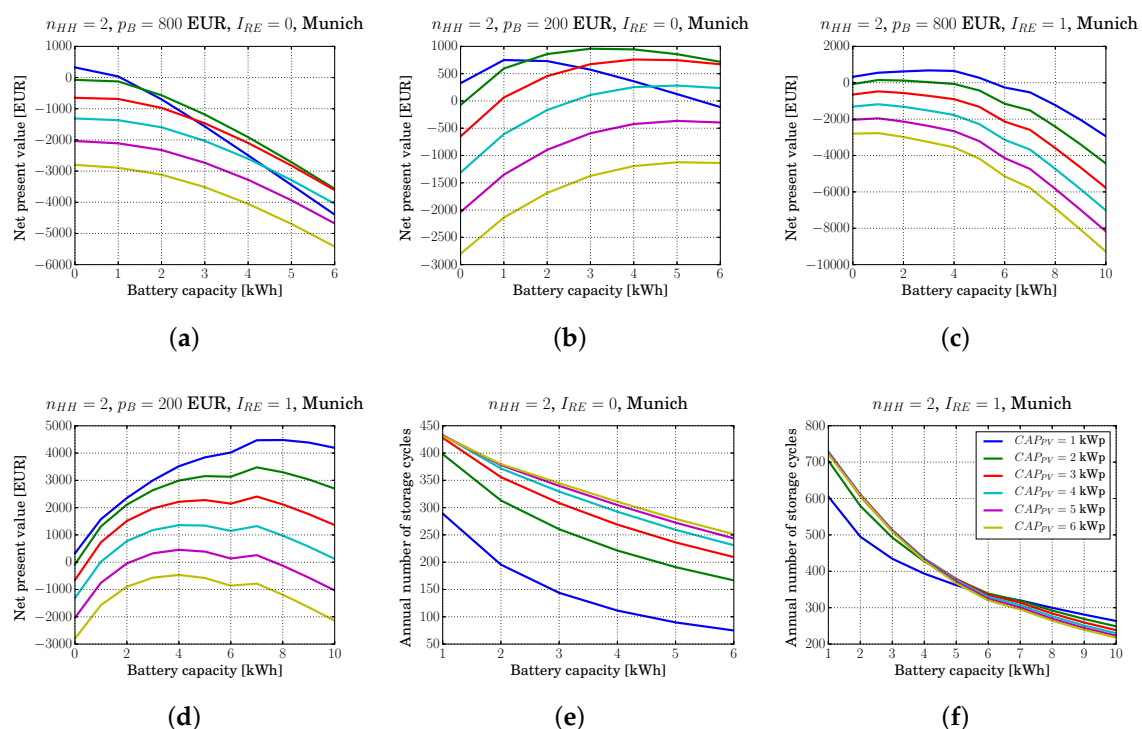 n_HH = 2, p_B = 800 EUR, I_RE = 0, Munich
Net present value [EUR]
1000
0
−1000
−2000
−3000
−4000
−5000
−6000
0 1 2 3 4 5 6
Battery capacity [kWh]
(a)
n_HH = 2, p_B = 200 EUR, I_RE = 0, Munich
Net present value [EUR]
1000
500
0
−500
−1000
−1500
−2000
−2500
−3000
0 1 2 3 4 5 6
Battery capacity [kWh]
(b)
n_HH = 2, p_B = 800 EUR, I_RE = 1, Munich
Net present value [EUR]
2000
0
−2000
−4000
−6000
−8000
−10000
0 2 4 6 8 10
Battery capacity [kWh]
(c)
n_HH = 2, p_B = 200 EUR, I_RE = 1, Munich
Net present value [EUR]
5000
4000
3000
2000
1000
0
−1000
−2000
−3000
0 2 4 6 8 10
Battery capacity [kWh]
(d)
n_HH = 2, I_RE = 0, Munich
Annual number of storage cycles
450
400
350
300
250
200
150
100
50
1 2 3 4 5 6
Battery capacity [kWh]
(e)
n_HH = 2, I_RE = 1, Munich
Annual number of storage cycles
800
700
600
500
400
300
200
CAP_PV = 1 kWp
CAP_PV = 2 kWp
CAP_PV = 3 kWp
CAP_PV = 4 kWp
CAP_PV = 5 kWp
CAP_PV = 6 kWp
1 2 3 4 5 6 7 8 9 10
Battery capacity [kWh]
(f)